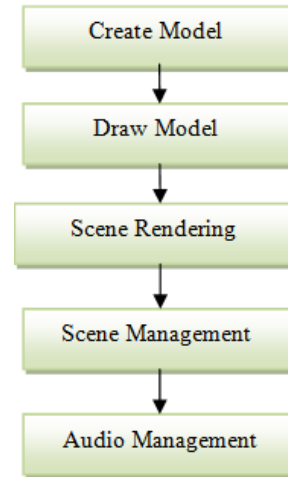 Create Model
Draw Model
Scene Rendering
Scene Management
Audio Management